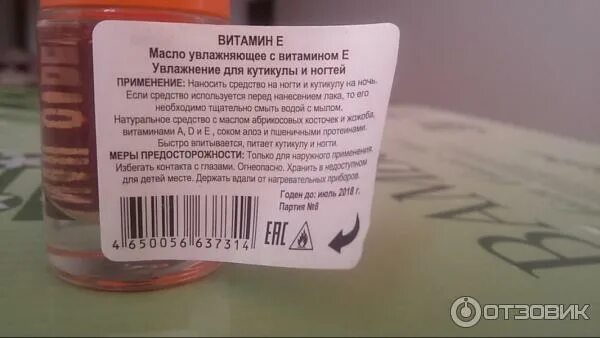 ВИТАМИН Е
Масло увлажняющее с витамином Е
Увлажнение для кутикулы и ногтей
ПРИМЕНЕНИЕ: Наносить средство на ногти и кутикулу на ночь.
Если средство используется перед нанесением лака, то его
необходимо тщательно смыть водой с мылом.
Натуральное средство с маслом абрикосовых косточек и жожоба,
витаминами A, D и E , соком алоэ и пшеничными протеинами.
Быстро впитывается, питает кутикулу и ногти.
МЕРЫ ПРЕДОСТОРОЖНОСТИ: Только для наружного применения.
Избегать контакта с глазами. Огнеопасно. Хранить в недоступном
для детей месте. Держать вдали от нагревательных приборов.
Годен до: июль 2018 г.
Партия №8
4 650056 637314
EAC
ОТЗОВИК